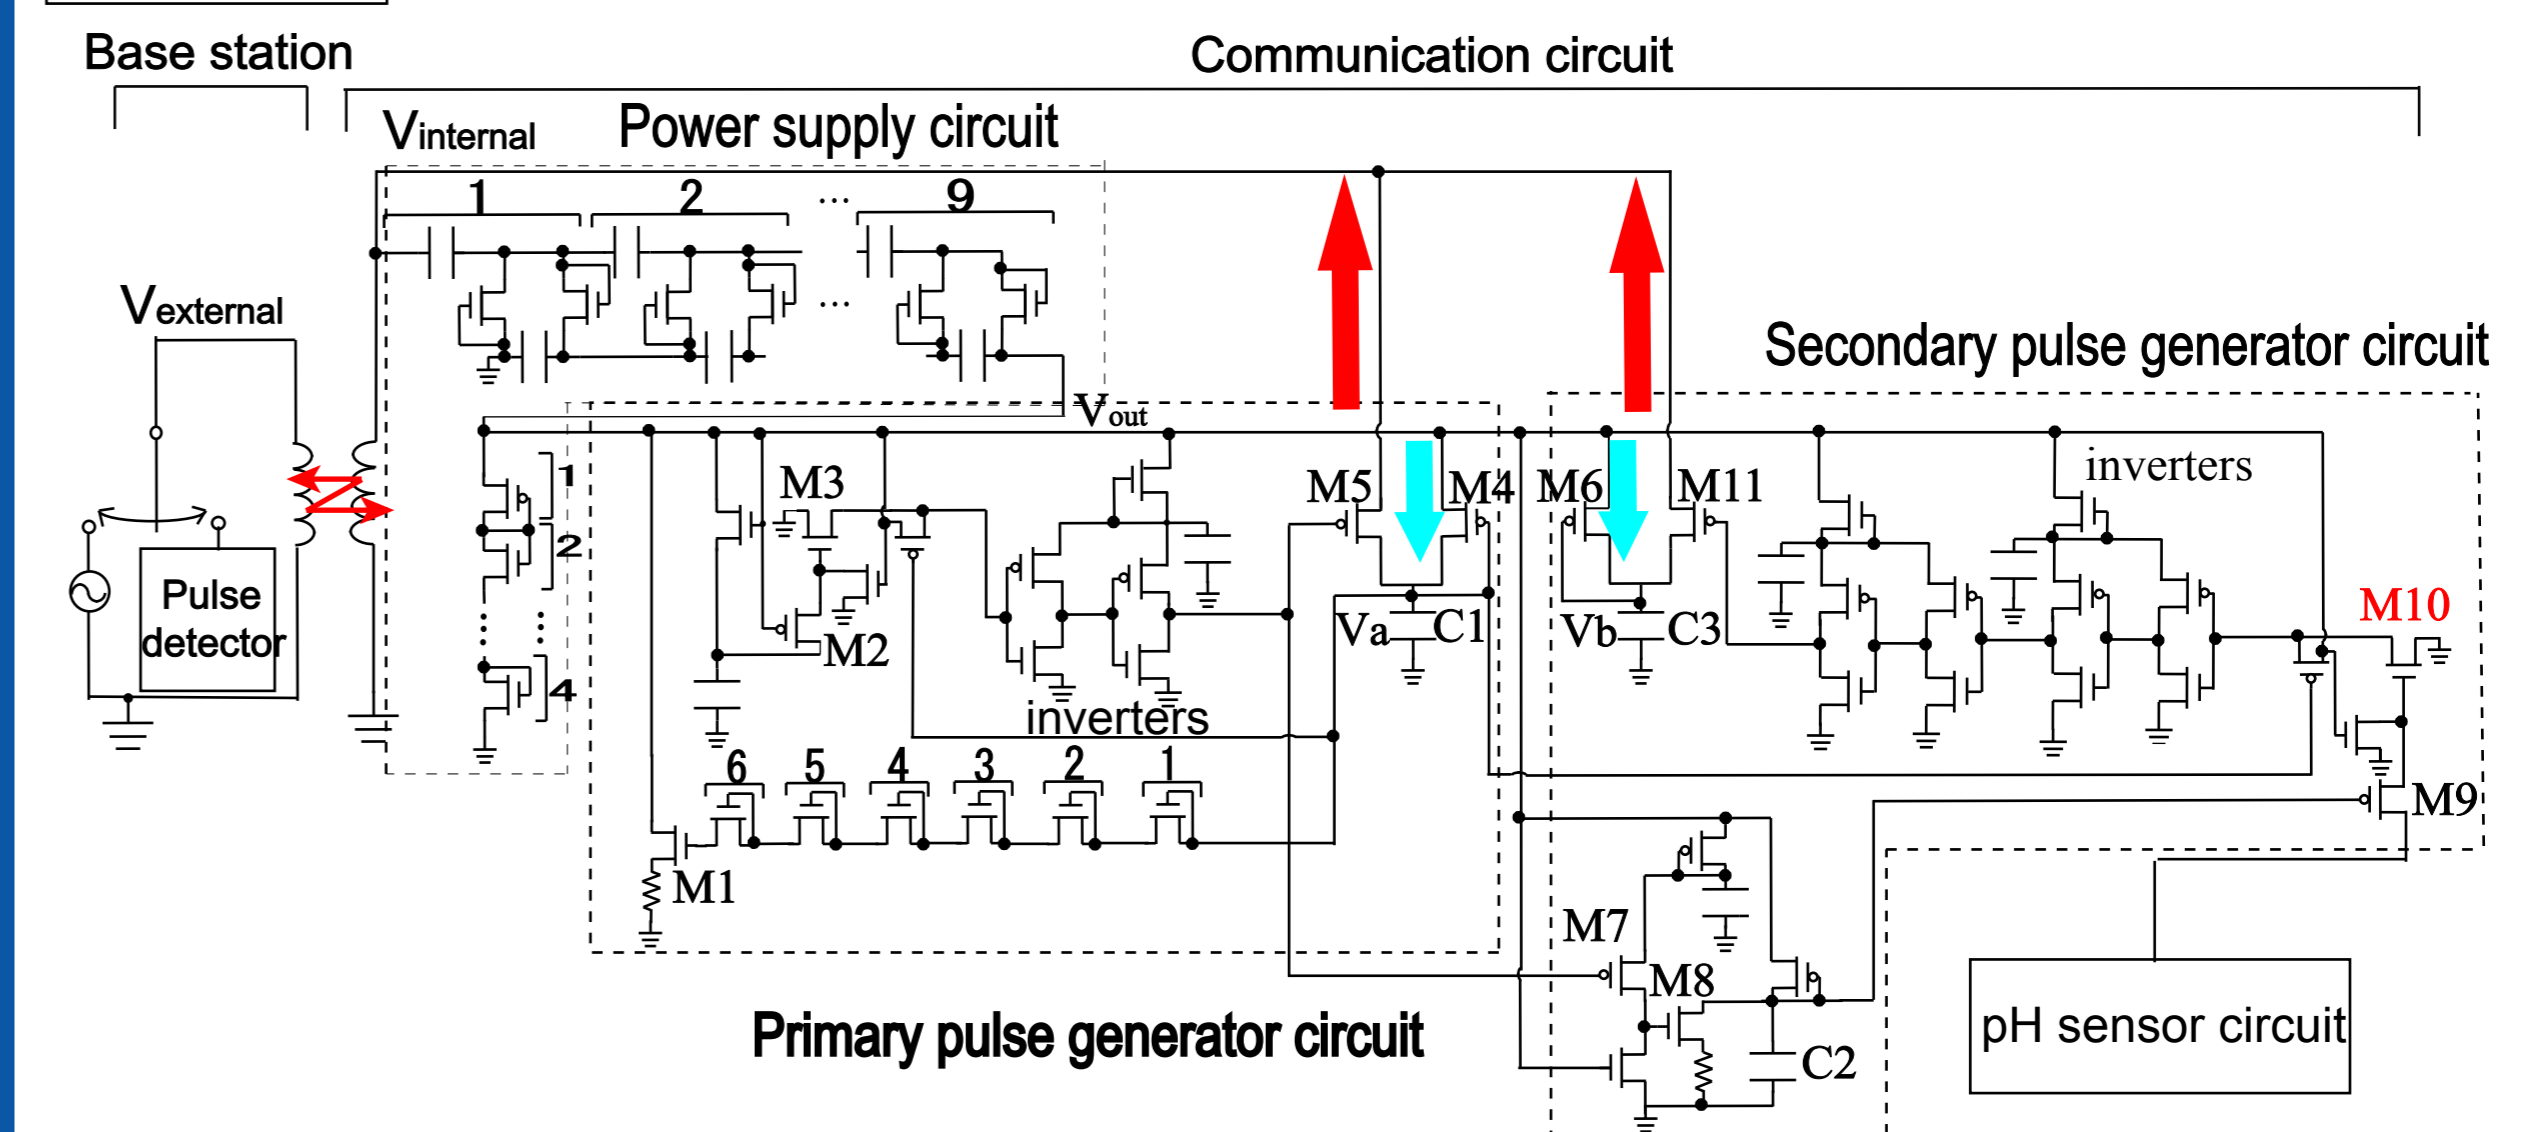 Base station
Communication circuit
Vinternal
Power supply circuit
1
2
...
9
...
Vexternal
Secondary pulse generator circuit
Vout
inverters
1
M3
M5
M4
M6
M11
2
Pulse
detector
M10
Va
C1
Vb
C3
M2
4
inverters
6
5
4
3
2
1
M9
M1
M7
M8
Primary pulse generator circuit
pH sensor circuit
C2